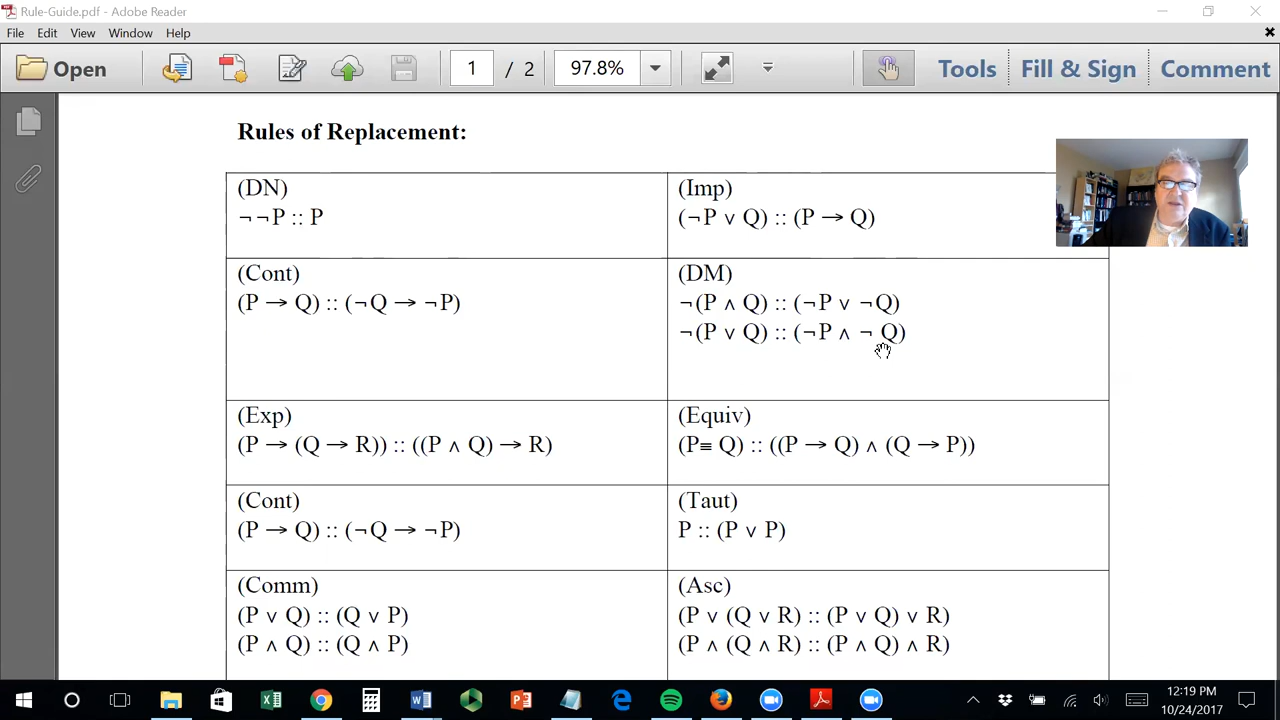 Rule-Guide.pdf - Adobe Reader
File Edit View Window Help
Open 1 / 2 97.8% Tools Fill & Sign Comment
Rules of Replacement:
(DN)
¬¬P :: P
(Imp)
(¬P ∨ Q) :: (P → Q)
(Cont)
(P → Q) :: (¬Q → ¬P)
(DM)
¬(P ∧ Q) :: (¬P ∨ ¬Q)
¬(P ∨ Q) :: (¬P ∧ ¬ Q)
(Exp)
(P → (Q → R)) :: ((P ∧ Q) → R)
(Equiv)
(P≡ Q) :: ((P → Q) ∧ (Q → P))
(Cont)
(P → Q) :: (¬Q → ¬P)
(Taut)
P :: (P ∨ P)
(Comm)
(P ∨ Q) :: (Q ∨ P)
(P ∧ Q) :: (Q ∧ P)
(Asc)
(P ∨ (Q ∨ R) :: (P ∨ Q) ∨ R)
(P ∧ (Q ∧ R) :: (P ∧ Q) ∧ R)
12:19 PM
10/24/2017